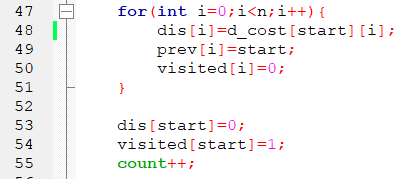 47 for(int i=0;i<n;i++){
48 dis[i]=d_cost[start][i];
49 prev[i]=start;
50 visited[i]=0;
51 }
52
53 dis[start]=0;
54 visited[start]=1;
55 count++;